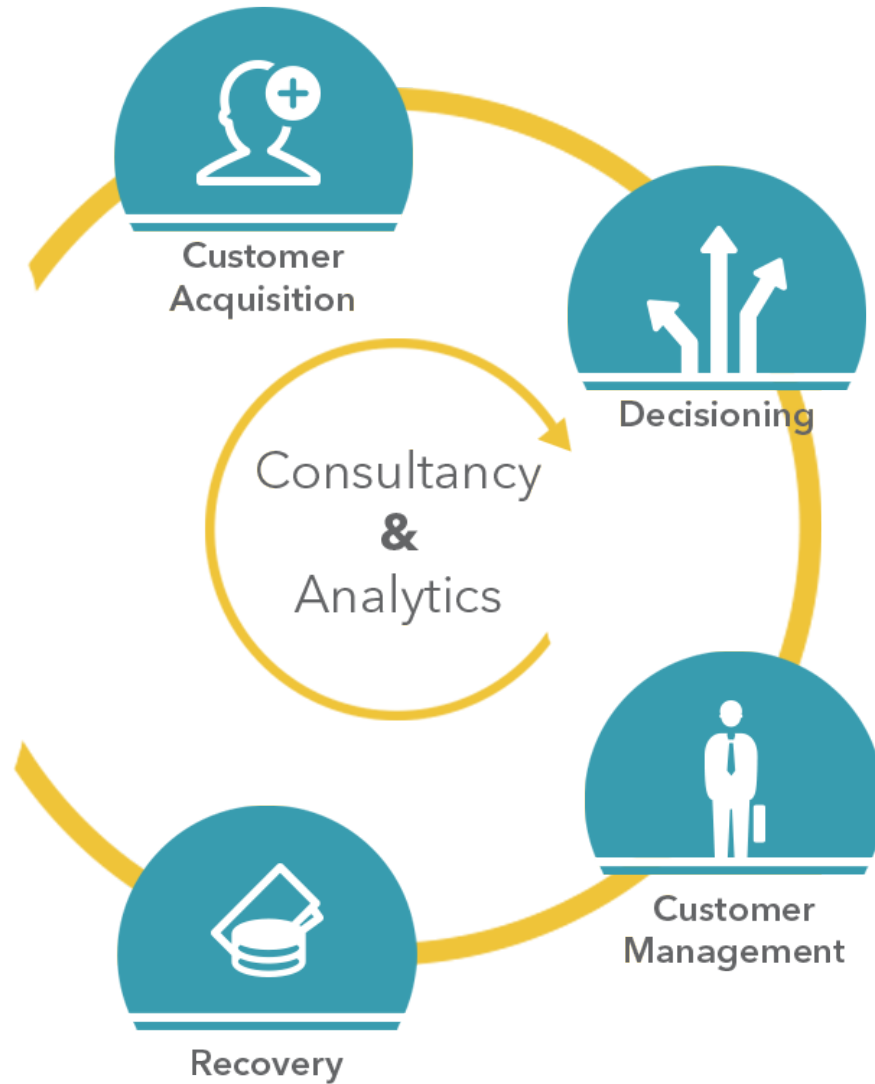 Customer
Acquisition
Decisioning
Consultancy
&
Analytics
Customer
Management
Recovery